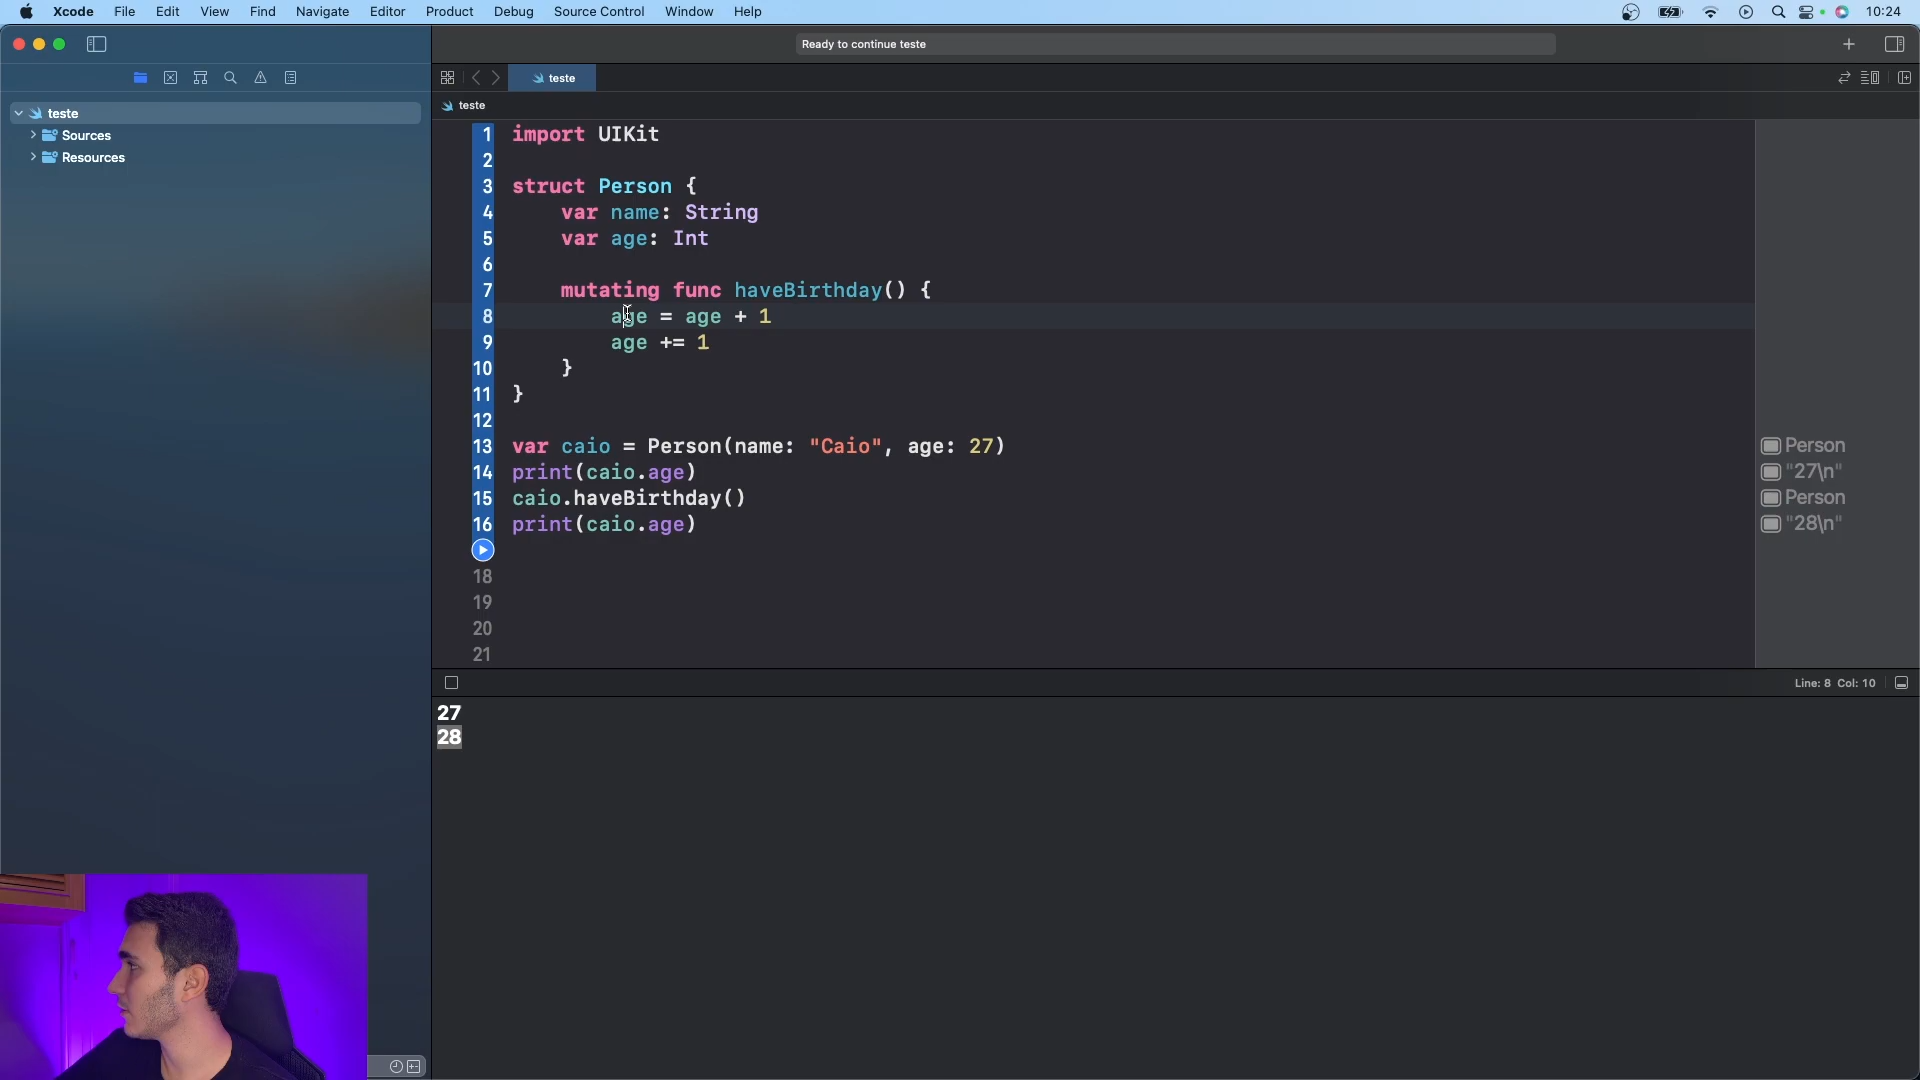 Xcode File Edit View Find Navigate Editor Product Debug Source Control Window Help 10:24
Ready to continue teste
teste
teste
teste
Sources
Resources
1 import UIKit
2
3 struct Person {
4 var name: String
5 var age: Int
6
7 mutating func haveBirthday() {
8 age = age + 1
9 age += 1
10 }
11 }
12
13 var caio = Person(name: "Caio", age: 27) Person
14 print(caio.age) "27\n"
15 caio.haveBirthday() Person
16 print(caio.age) "28\n"
18
19
20
21
Line: 8 Col: 10
27
28